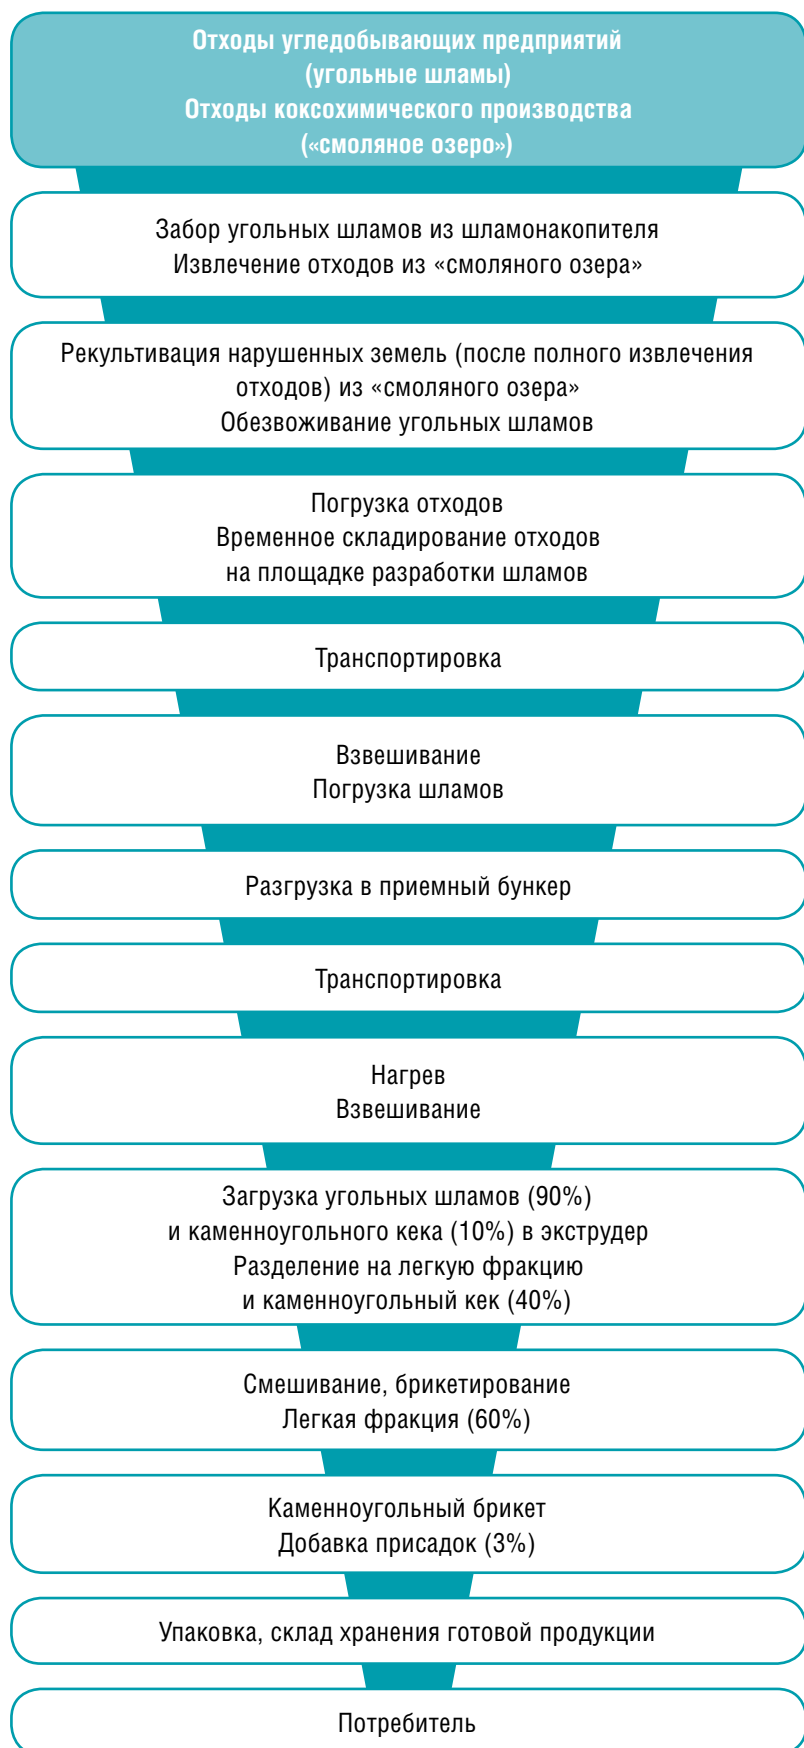 Отходы угледобывающих предприятий
(угольные шламы)
Отходы коксохимического производства
(«смоляное озеро»)
Забор угольных шламов из шламонакопителя
Извлечение отходов из «смоляного озера»
Рекультивация нарушенных земель (после полного извлечения
отходов) из «смоляного озера»
Обезвоживание угольных шламов
Погрузка отходов
Временное складирование отходов
на площадке разработки шламов
Транспортировка
Взвешивание
Погрузка шламов
Разгрузка в приемный бункер
Транспортировка
Нагрев
Взвешивание
Загрузка угольных шламов (90%)
и каменноугольного кека (10%) в экструдер
Разделение на легкую фракцию
и каменноугольный кек (40%)
Смешивание, брикетирование
Легкая фракция (60%)
Каменноугольный брикет
Добавка присадок (3%)
Упаковка, склад хранения готовой продукции
Потребитель